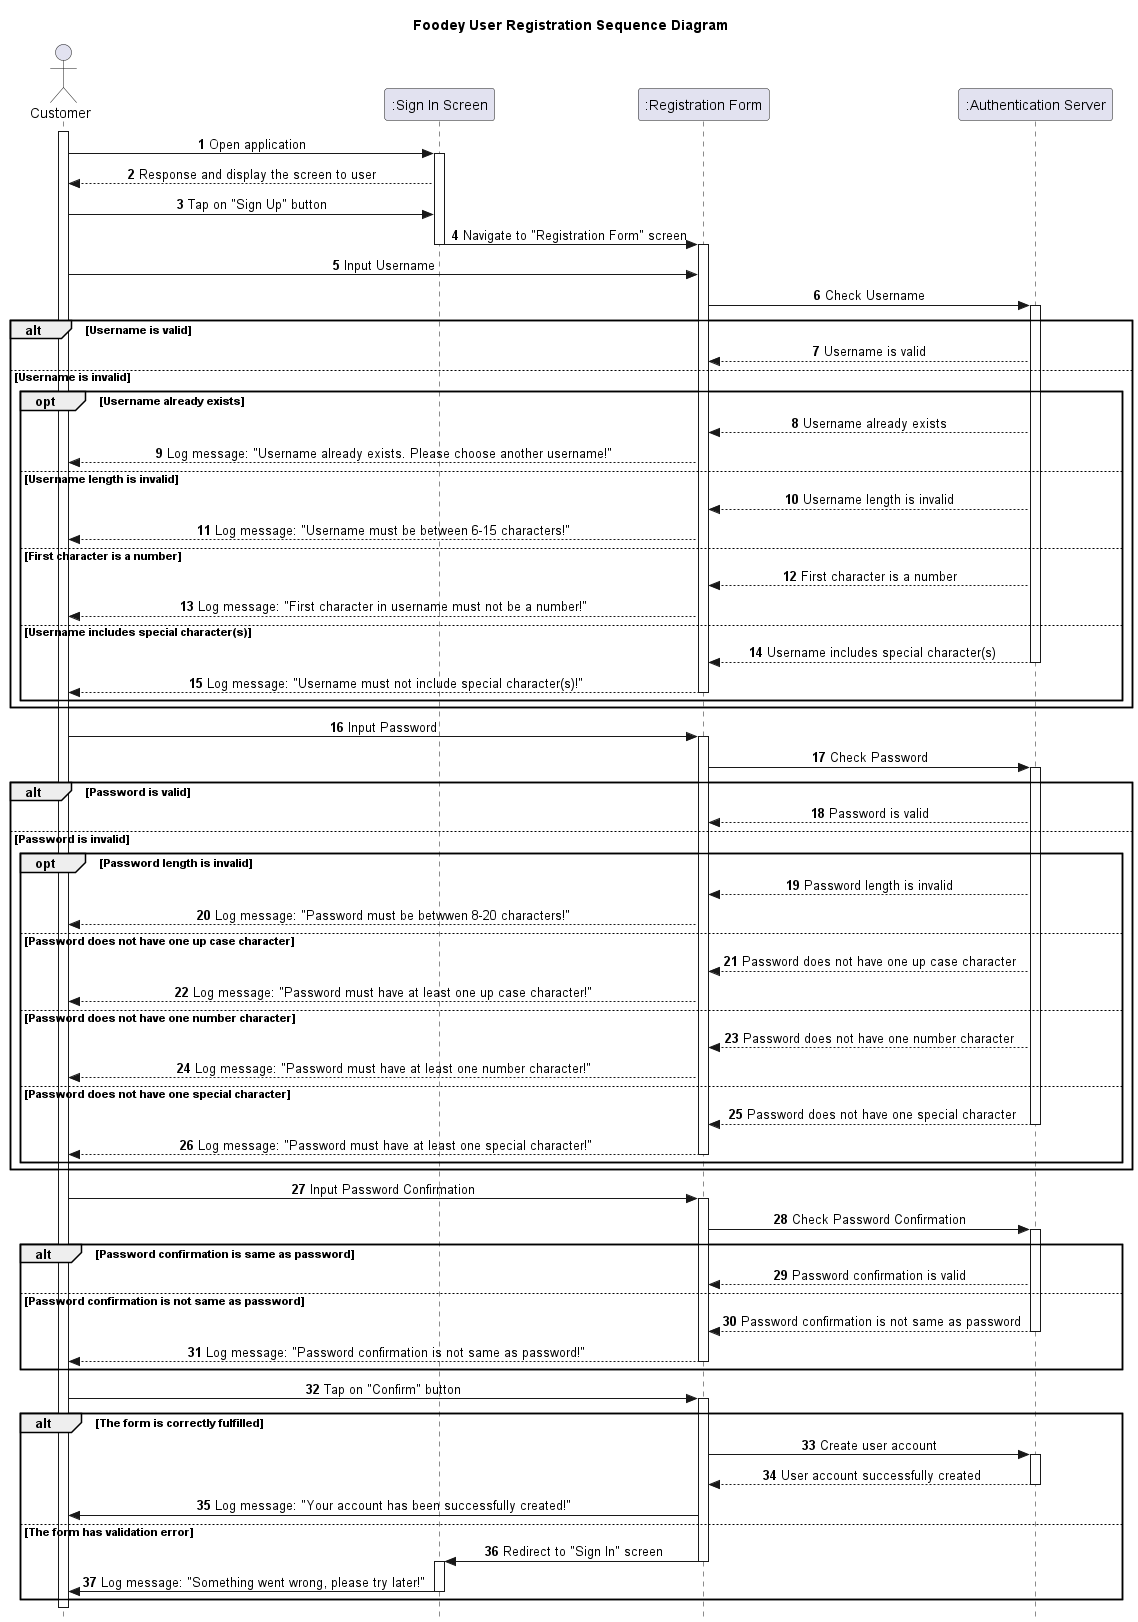 Foodey User Registration Sequence Diagram
Customer
:Sign In Screen
:Registration Form
:Authentication Server
1 Open application
2 Response and display the screen to user
3 Tap on "Sign Up" button
4 Navigate to "Registration Form" screen
5 Input Username
6 Check Username
alt [Username is valid]
7 Username is valid
[Username is invalid]
opt [Username already exists]
8 Username already exists
9 Log message: "Username already exists. Please choose another username!"
[Username length is invalid]
10 Username length is invalid
11 Log message: "Username must be between 6-15 characters!"
[First character is a number]
12 First character is a number
13 Log message: "First character in username must not be a number!"
[Username includes special character(s)]
14 Username includes special character(s)
15 Log message: "Username must not include special character(s)!"
16 Input Password
17 Check Password
alt [Password is valid]
18 Password is valid
[Password is invalid]
opt [Password length is invalid]
19 Password length is invalid
20 Log message: "Password must be betwwen 8-20 characters!"
[Password does not have one up case character]
21 Password does not have one up case character
22 Log message: "Password must have at least one up case character!"
[Password does not have one number character]
23 Password does not have one number character
24 Log message: "Password must have at least one number character!"
[Password does not have one special character]
25 Password does not have one special character
26 Log message: "Password must have at least one special character!"
27 Input Password Confirmation
28 Check Password Confirmation
alt [Password confirmation is same as password]
29 Password confirmation is valid
[Password confirmation is not same as password]
30 Password confirmation is not same as password
31 Log message: "Password confirmation is not same as password!"
32 Tap on "Confirm" button
alt [The form is correctly fulfilled]
33 Create user account
34 User account successfully created
35 Log message: "Your account has been successfully created!"
[The form has validation error]
36 Redirect to "Sign In" screen
37 Log message: "Something went wrong, please try later!"